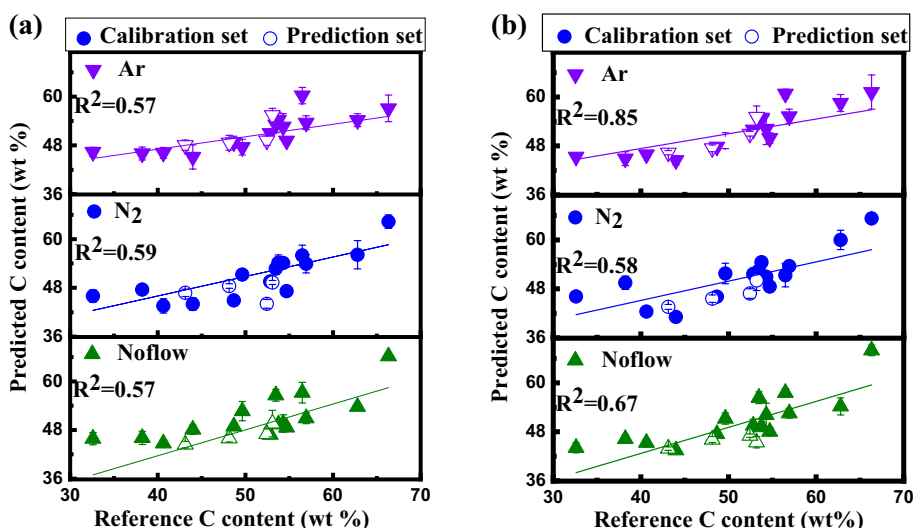 (a)
Calibration set Prediction set
Ar
R²=0.57
60
48
36
N2
R²=0.59
60
48
36
Noflow
R²=0.57
60
48
36
30 40 50 60 70
Reference C content (wt %)
Predicted C content (wt %)
(b)
Calibration set Prediction set
Ar
R²=0.85
60
48
36
N2
R²=0.58
60
48
36
Noflow
R²=0.67
60
48
36
30 40 50 60 70
Reference C content (wt%)
Predicted C content (wt %)